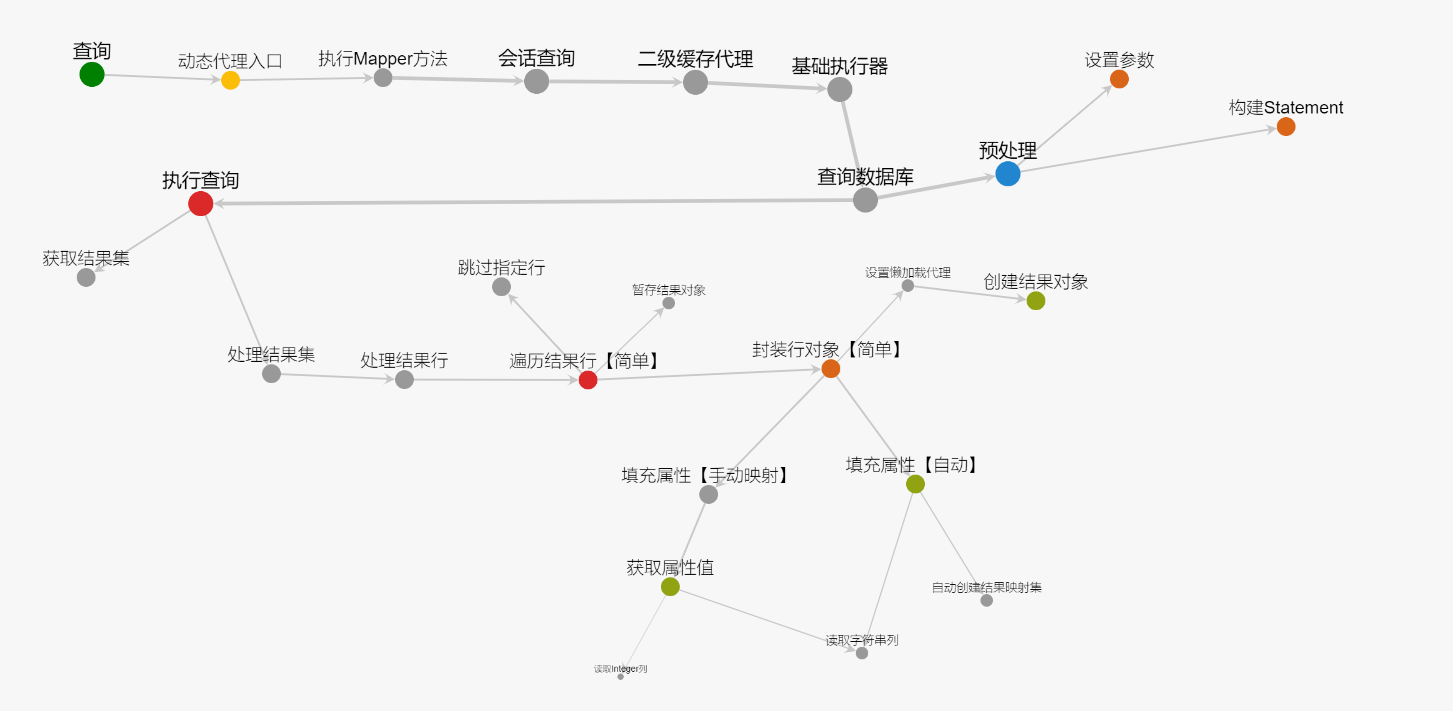 查询
动态代理入口
执行Mapper方法
会话查询
二级缓存代理
基础执行器
设置参数
构建Statement
预处理
查询数据库
执行查询
获取结果集
跳过指定行
暂存结果对象
设置懒加载代理
创建结果对象
处理结果集
处理结果行
遍历结果行【简单】
封装行对象【简单】
填充属性【手动映射】
填充属性【自动】
获取属性值
自动创建结果映射集
读取字符串列
读取Integer列